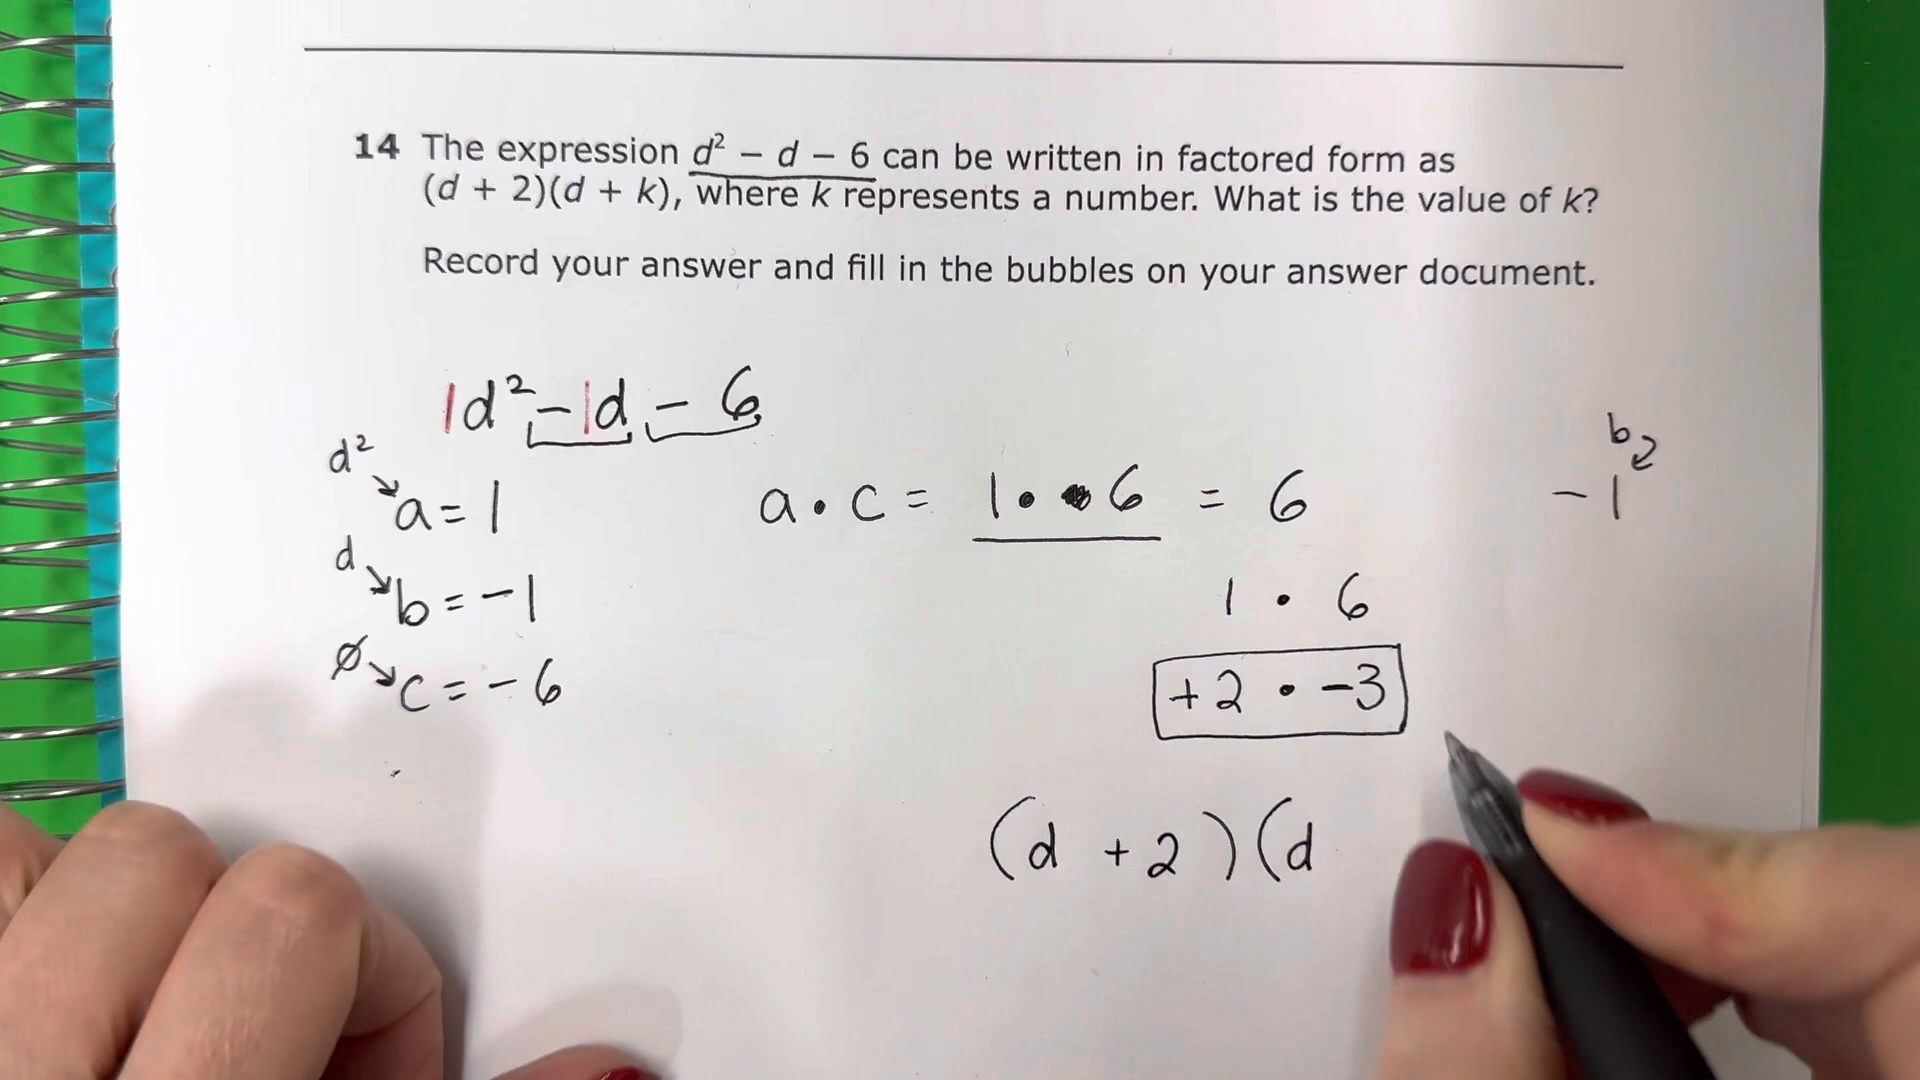 14 The expression d² – d – 6 can be written in factored form as
(d + 2)(d + k), where k represents a number. What is the value of k?
Record your answer and fill in the bubbles on your answer document.
1d² - 1d - 6
d²
a = 1
a · c = 1 · 6 = 6
b
- 1
d
b = -1
1 · 6
∅
c = - 6
+2 · -3
(d + 2)(d